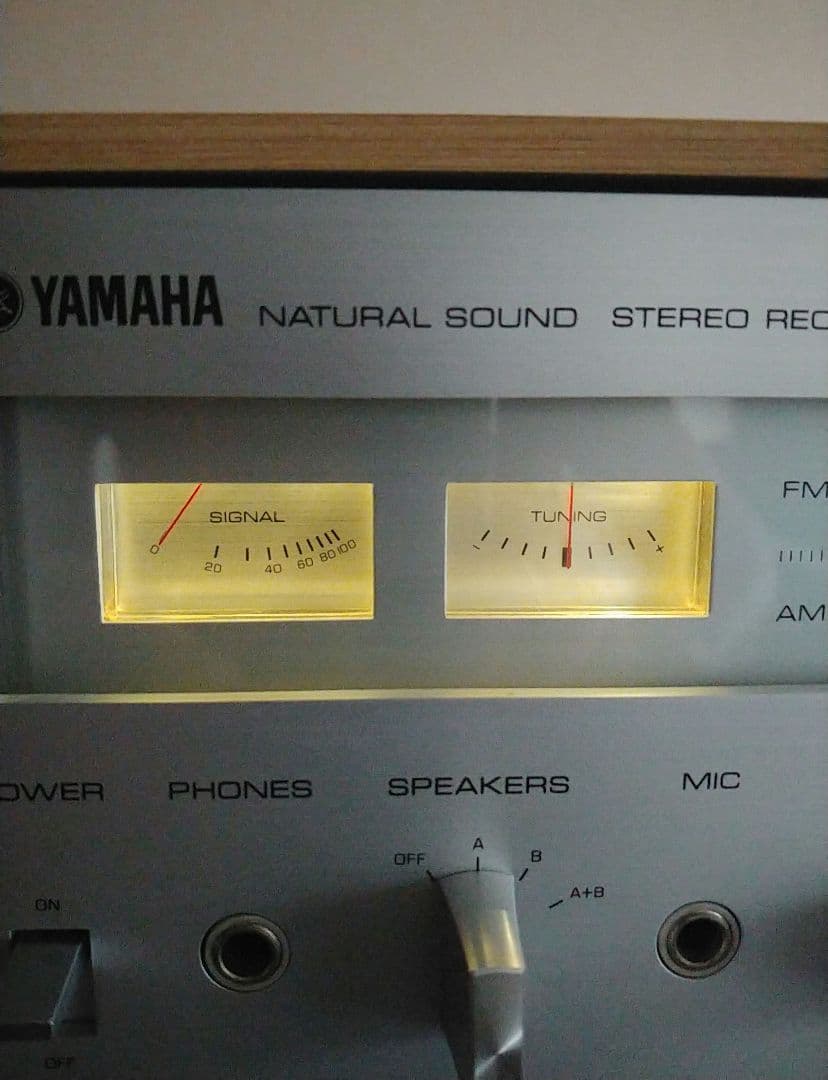 YAMAHA NATURAL SOUND STEREO REC
SIGNAL
0 20 40 60 80 100
TUNING
- +
FM
AM
OWER PHONES SPEAKERS MIC
OFF A B A+B
ON
OFF